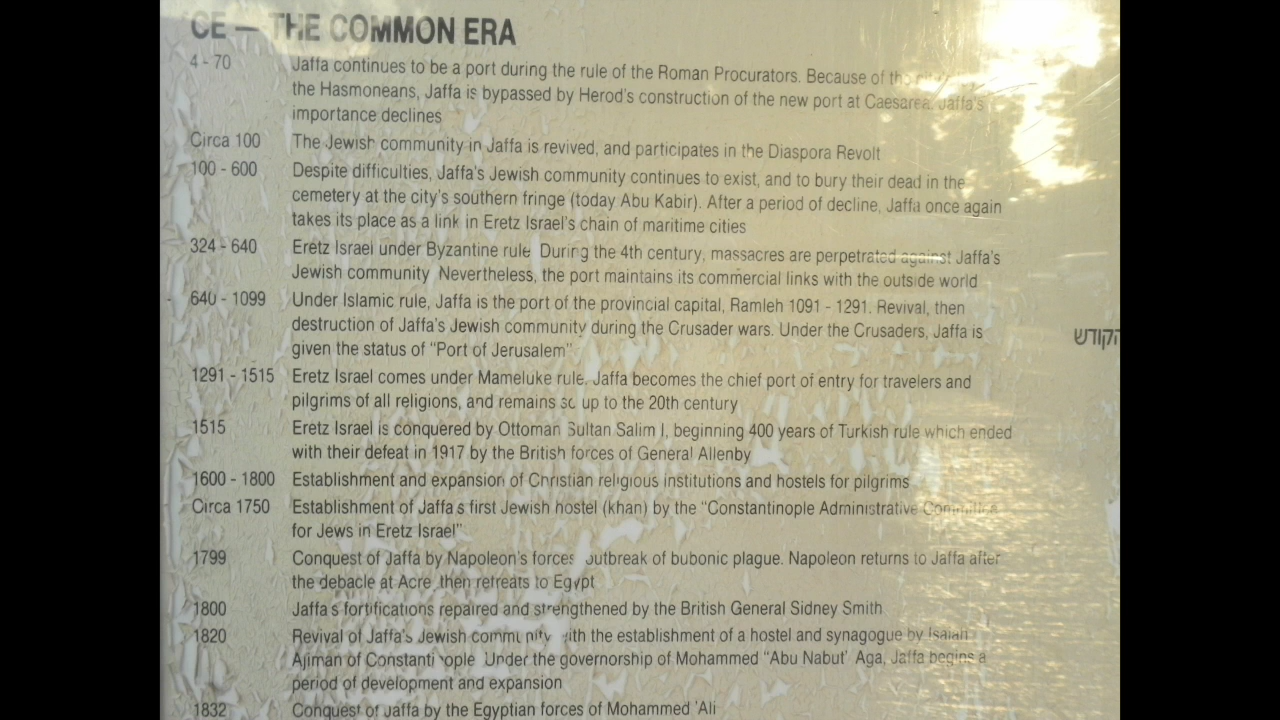 CE — THE COMMON ERA
4 - 70 Jaffa continues to be a port during the rule of the Roman Procurators. Because of the
the Hasmoneans, Jaffa is bypassed by Herod's construction of the new port at Caesarea. Jaffa's
importance declines
Circa 100 The Jewish community in Jaffa is revived, and participates in the Diaspora Revolt
100 - 600 Despite difficulties, Jaffa's Jewish community continues to exist, and to bury their dead in the
cemetery at the city's southern fringe (today Abu Kabir). After a period of decline, Jaffa once again
takes its place as a link in Eretz Israel's chain of maritime cities
324 - 640 Eretz Israel under Byzantine rule During the 4th century, massacres are perpetrated against Jaffa's
Jewish community Nevertheless, the port maintains its commercial links with the outside world
640 - 1099 Under Islamic rule, Jaffa is the port of the provincial capital, Ramleh 1091 - 1291. Revival, then
destruction of Jaffa's Jewish community during the Crusader wars. Under the Crusaders, Jaffa is
given the status of "Port of Jerusalem"
הקודש
1291 - 1515 Eretz Israel comes under Mameluke rule. Jaffa becomes the chief port of entry for travelers and
pilgrims of all religions, and remains so up to the 20th century
1515 Eretz Israel is conquered by Ottoman Sultan Salim I, beginning 400 years of Turkish rule which ended
with their defeat in 1917 by the British forces of General Allenby
1600 - 1800 Establishment and expansion of Christian religious institutions and hostels for pilgrims
Circa 1750 Establishment of Jaffa s first Jewish hostel (khan) by the "Constantinople Administrative Committee
for Jews in Eretz Israel"
1799 Conquest of Jaffa by Napoleon's forces outbreak of bubonic plague. Napoleon returns to Jaffa after
the debacle at Acre then retreats to Egypt
1800 Jaffa s fortifications repaired and strengthened by the British General Sidney Smith
1820 Revival of Jaffa's Jewish community with the establishment of a hostel and synagogue by Isaiah
Ajiman of Constantinople Under the governorship of Mohammed "Abu Nabut' Aga, Jaffa begins a
period of development and expansion
1832 Conquest of Jaffa by the Egyptian forces of Mohammed 'Ali